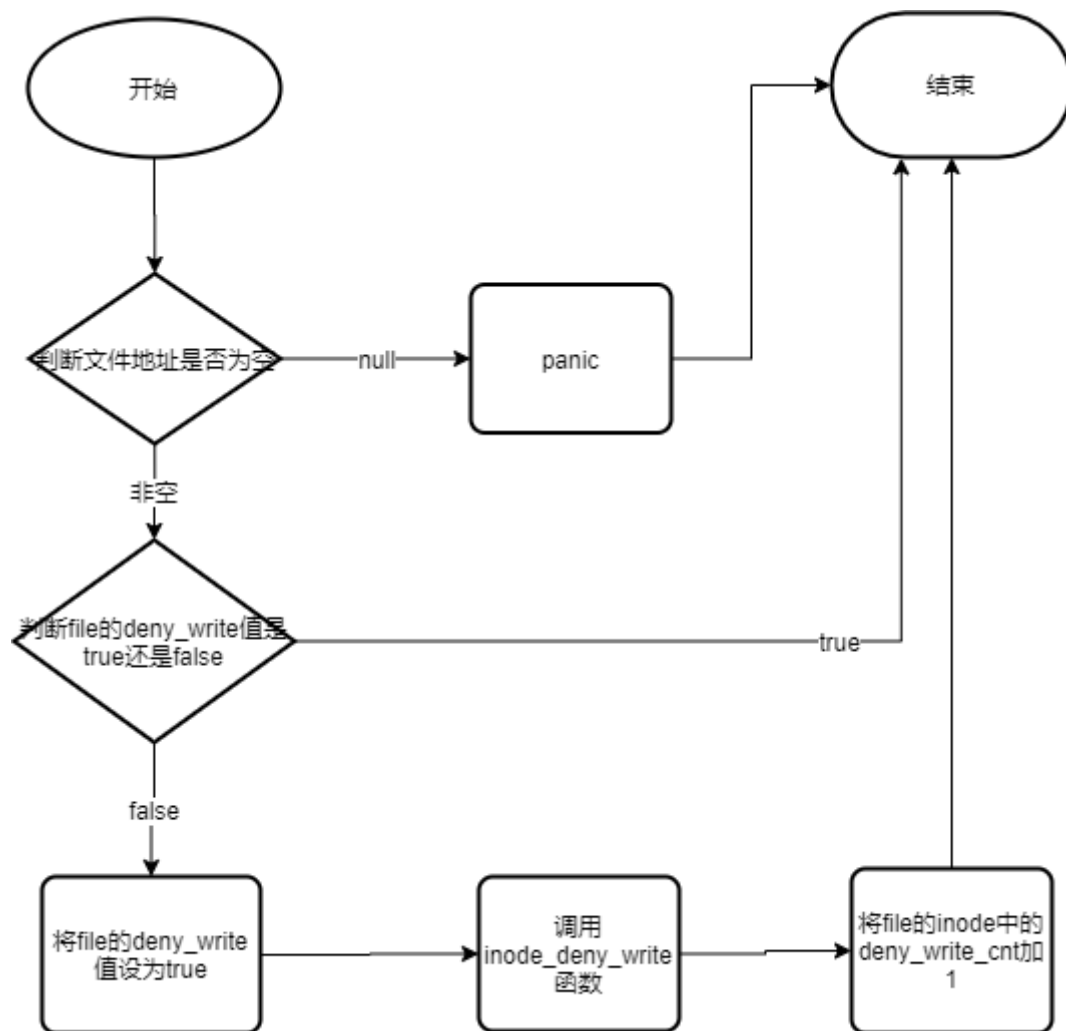 开始
结束
判断文件地址是否为空
null
panic
非空
判断file的deny_write值是
true还是false
true
false
将file的deny_write
值设为true
调用
inode_deny_write
函数
将file的inode中的
deny_write_cnt加
1